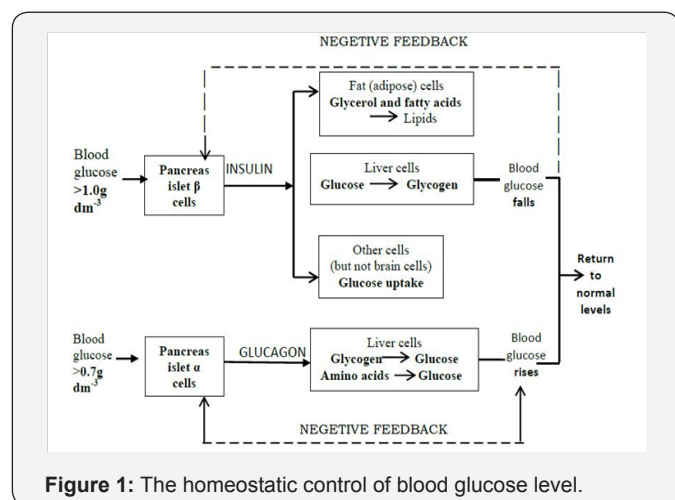 NEGETIVE FEEDBACK
Fat (adipose) cells
Glycerol and fatty acids
→ Lipids
Blood
glucose
>1.0g
dm-3
Pancreas
islet β
cells
INSULIN
Liver cells
Glucose → Glycogen
Blood
glucose
falls
Other cells
(but not brain cells)
Glucose uptake
Return
to
normal
levels
Blood
glucose
>0.7g
dm-3
Pancreas
islet α
cells
GLUCAGON
Liver cells
Glycogen → Glucose
Amino acids → Glucose
Blood
glucose
rises
NEGETIVE FEEDBACK
Figure 1: The homeostatic control of blood glucose level.